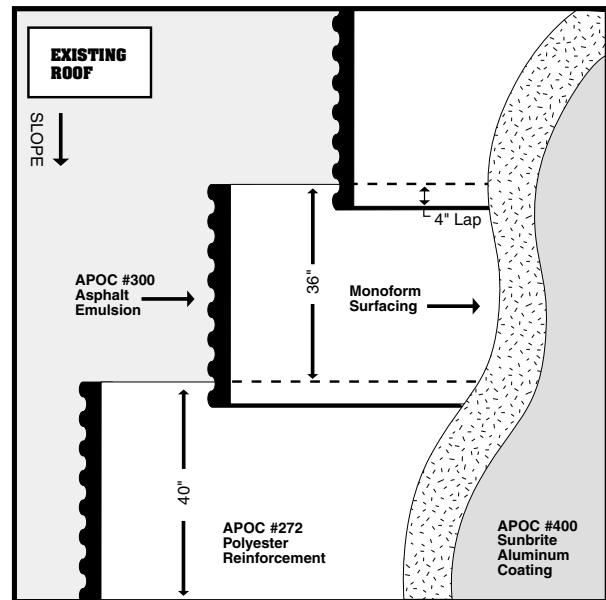 EXISTING
ROOF
SLOPE
4" Lap
APOC #300
Asphalt
Emulsion
36"
Monoform
Surfacing
40"
APOC #272
Polyester
Reinforcement
APOC #400
Sunbrite
Aluminum
Coating